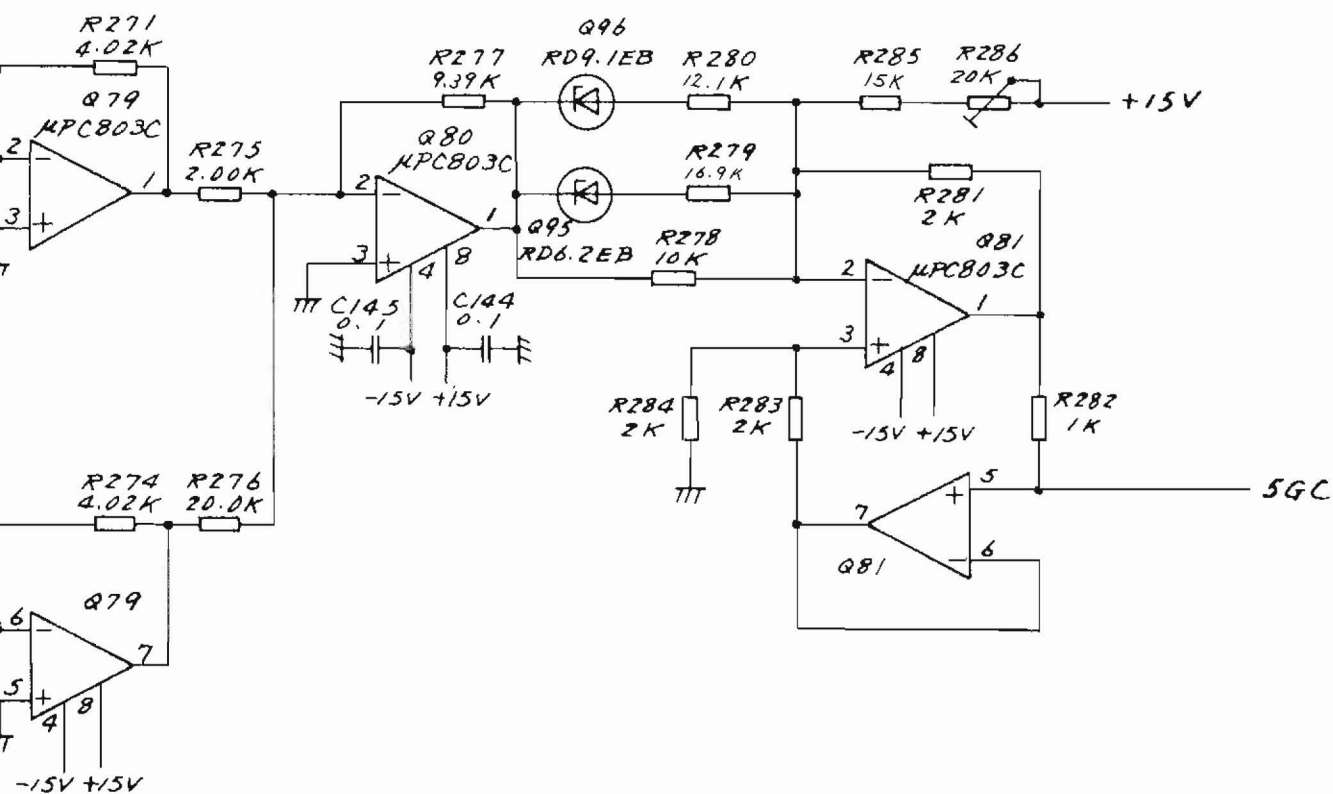 R271
4.02K
Q79
μPC803C
2
3
1
R275
2.00K
R277
9.39K
Q80
μPC803C
2
3
1
4
8
C145
0.1
C144
0.1
-15V +15V
Q96
RD9.1EB
R280
12.1K
R279
16.9K
Q95
RD6.2EB
R278
10K
R285
15K
R286
20K
+15V
R281
2K
Q81
μPC803C
2
3
1
4
8
-15V +15V
R284
2K
R283
2K
R282
1K
5
6
7
Q81
5GC
R274
4.02K
R276
20.0K
Q79
6
5
7
4
8
-15V +15V